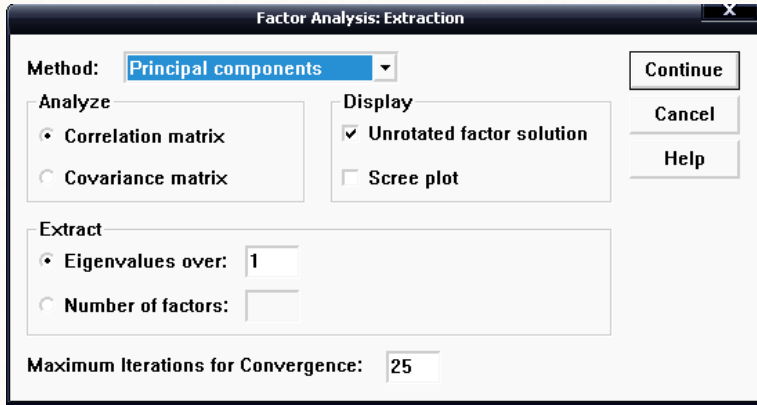 Factor Analysis: Extraction
X
Method: Principal components
Continue
Analyze
Display
Cancel
Correlation matrix
Unrotated factor solution
Help
Covariance matrix
Scree plot
Extract
Eigenvalues over: 1
Number of factors:
Maximum Iterations for Convergence: 25